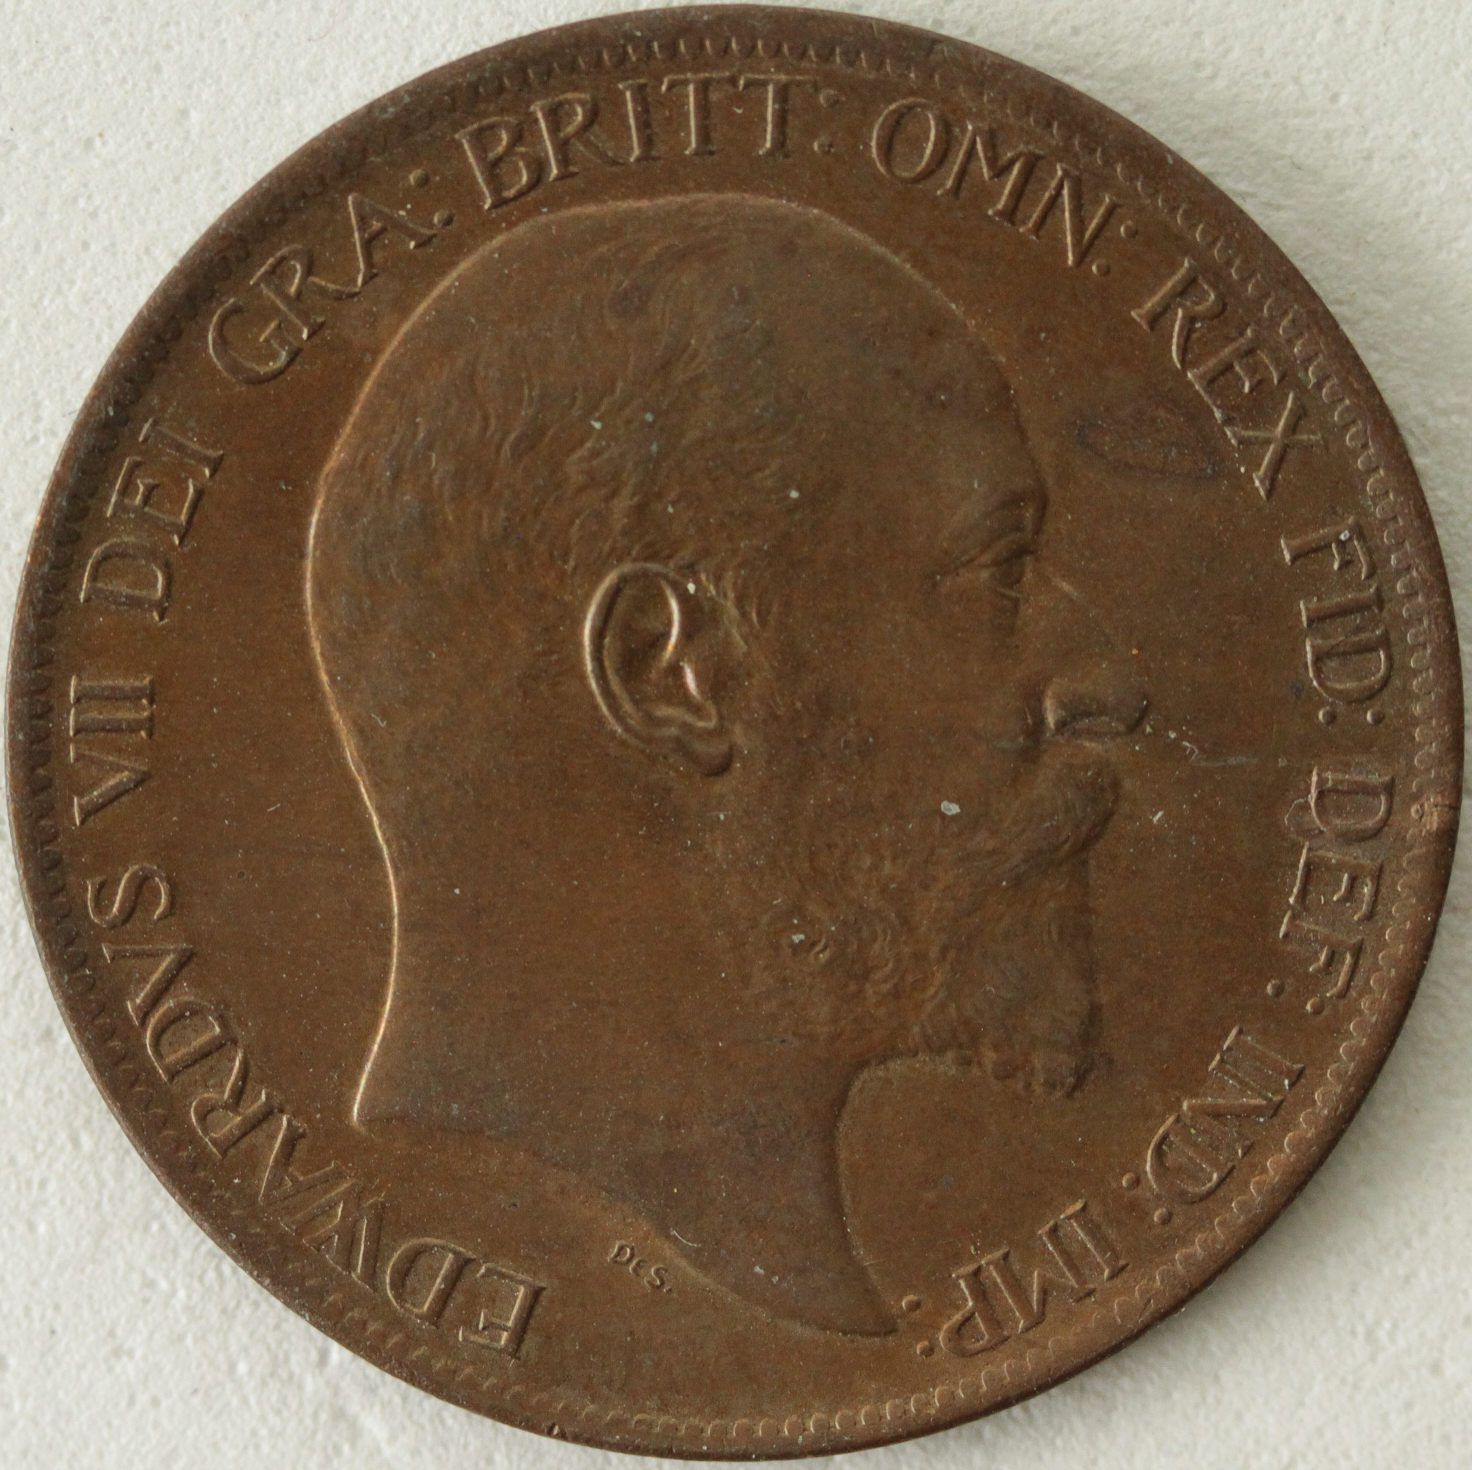 EDWARDVS VII DEI GRA: BRITT: OMN: REX FID: DEF: IND: IMP:
DES.